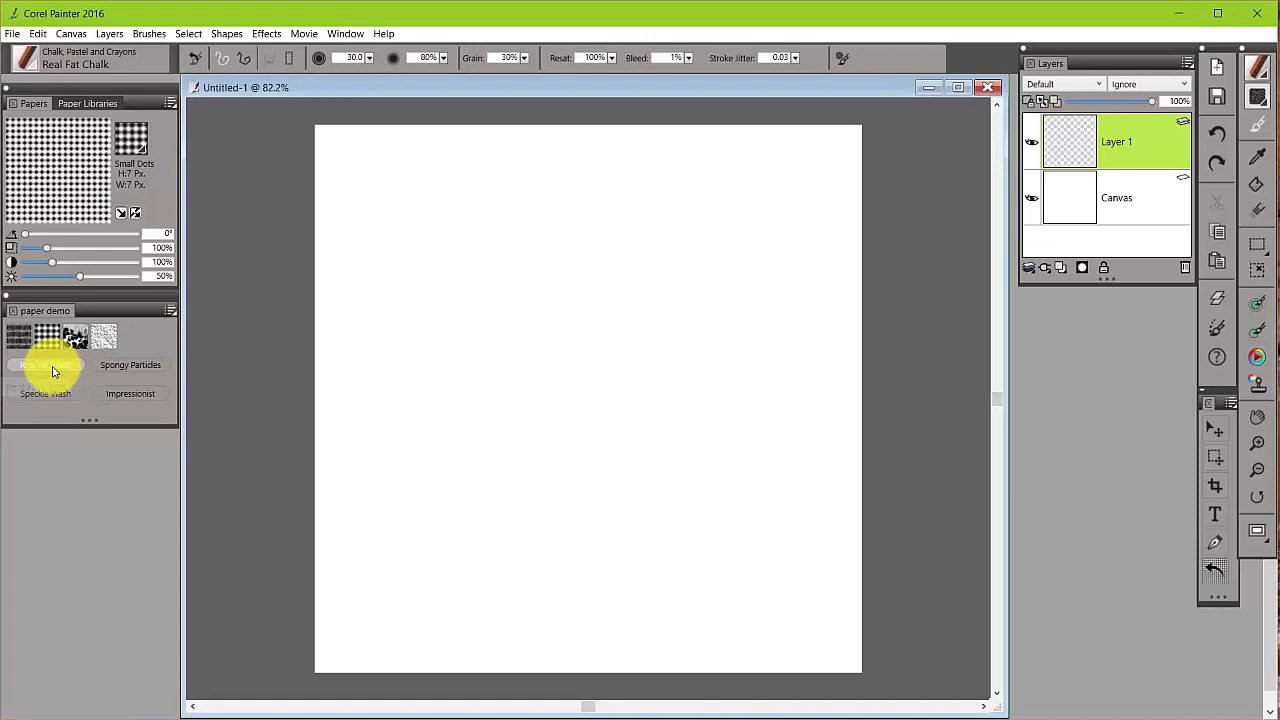 Corel Painter 2016
File Edit Canvas Layers Brushes Select Shapes Effects Movie Window Help
Chalk, Pastel and Crayons
Real Fat Chalk
30.0 80% Grain: 30% Resat: 100% Bleed: 1% Stroke Jitter: 0.03
Papers Paper Libraries
Small Dots
H:7 Px.
W:7 Px.
0°
100%
100%
50%
paper demo
Spongy Particles
Speckle Wash Impressionist
Untitled-1 @ 82.2%
Layers
Default Ignore
100%
Layer 1
Canvas
T